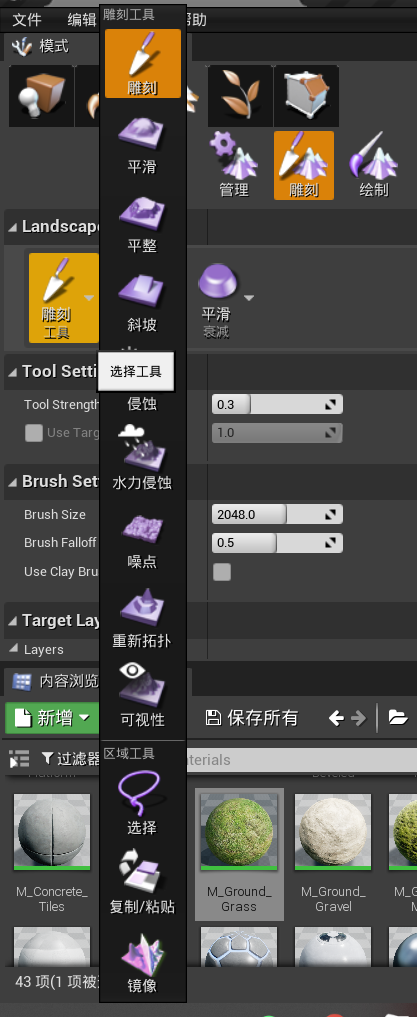 文件
编辑
助
模式
雕刻工具
雕刻
平滑
平整
斜坡
选择工具
侵蚀
水力侵蚀
噪点
重新拓扑
可视性
区域工具
选择
复制/粘贴
镜像
管理
雕刻
绘制
Landscape
雕刻
工具
平滑
衰减
Tool Setti
Tool Strength
0.3
Use Targ
1.0
Brush Set
Brush Size
2048.0
Brush Falloff
0.5
Use Clay Bru
Target Lay
Layers
内容浏览
新增
保存所有
过滤器
aterials
M_Concrete_
Tiles
M_Ground_
Grass
M_Ground_
Gravel
M_G
43 项(1 项被